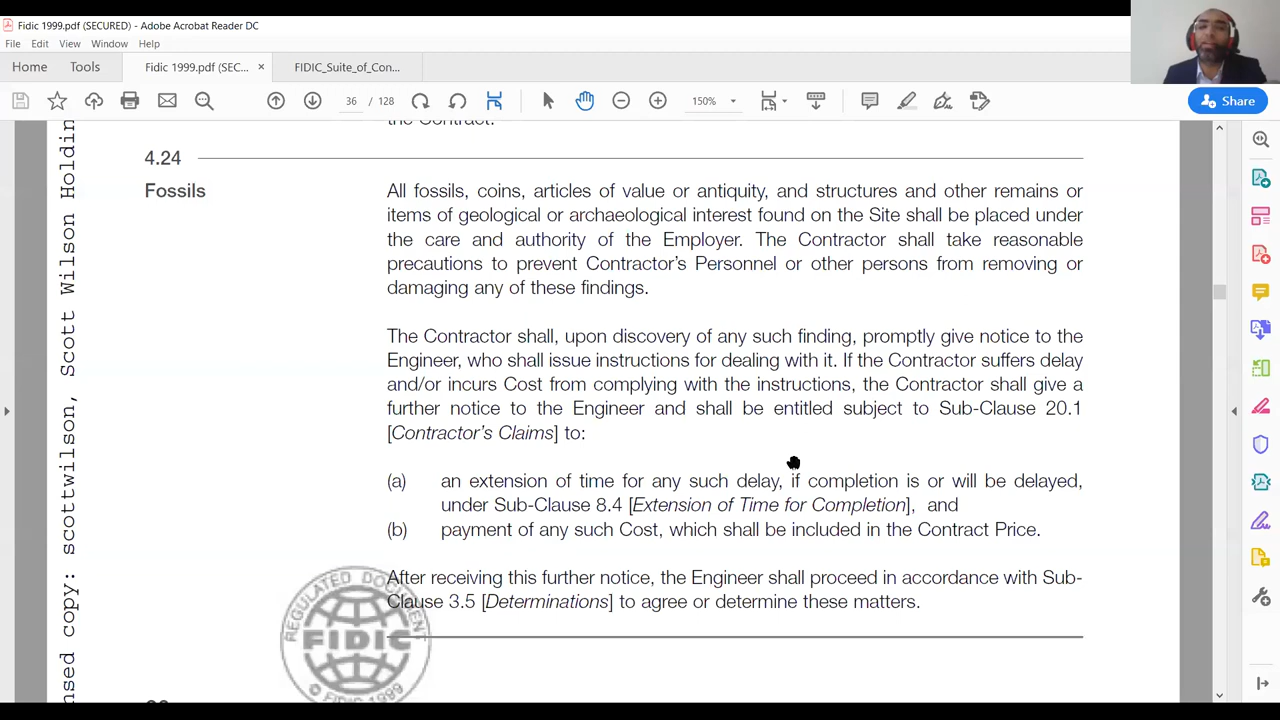 Fidic 1999.pdf (SECURED) - Adobe Acrobat Reader DC
File Edit View Window Help
Home Tools Fidic 1999.pdf (SEC... × FIDIC_Suite_of_Con...
36 / 128 150% Share
the Contract.
4.24
Fossils
All fossils, coins, articles of value or antiquity, and structures and other remains or
items of geological or archaeological interest found on the Site shall be placed under
the care and authority of the Employer. The Contractor shall take reasonable
precautions to prevent Contractor's Personnel or other persons from removing or
damaging any of these findings.
The Contractor shall, upon discovery of any such finding, promptly give notice to the
Engineer, who shall issue instructions for dealing with it. If the Contractor suffers delay
and/or incurs Cost from complying with the instructions, the Contractor shall give a
further notice to the Engineer and shall be entitled subject to Sub-Clause 20.1
[Contractor's Claims] to:
(a) an extension of time for any such delay, if completion is or will be delayed,
under Sub-Clause 8.4 [Extension of Time for Completion], and
(b) payment of any such Cost, which shall be included in the Contract Price.
After receiving this further notice, the Engineer shall proceed in accordance with Sub-
Clause 3.5 [Determinations] to agree or determine these matters.
REGULATED DOCUMENT
FIDIC
© FIDIC 1999
nsed copy: scottwilson, Scott Wilson Holdin